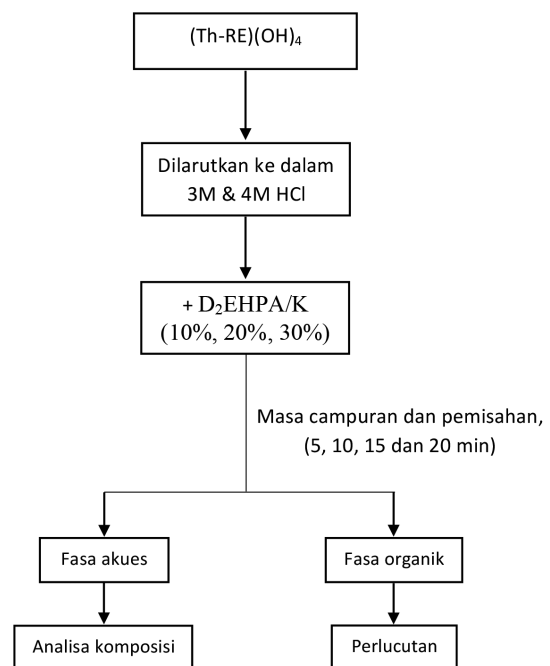 (Th-RE)(OH)₄
Dilarutkan ke dalam
3M & 4M HCl
+ D₂EHPA/K
(10%, 20%, 30%)
Masa campuran dan pemisahan,
(5, 10, 15 dan 20 min)
Fasa akues
Fasa organik
Analisa komposisi
Perlucutan